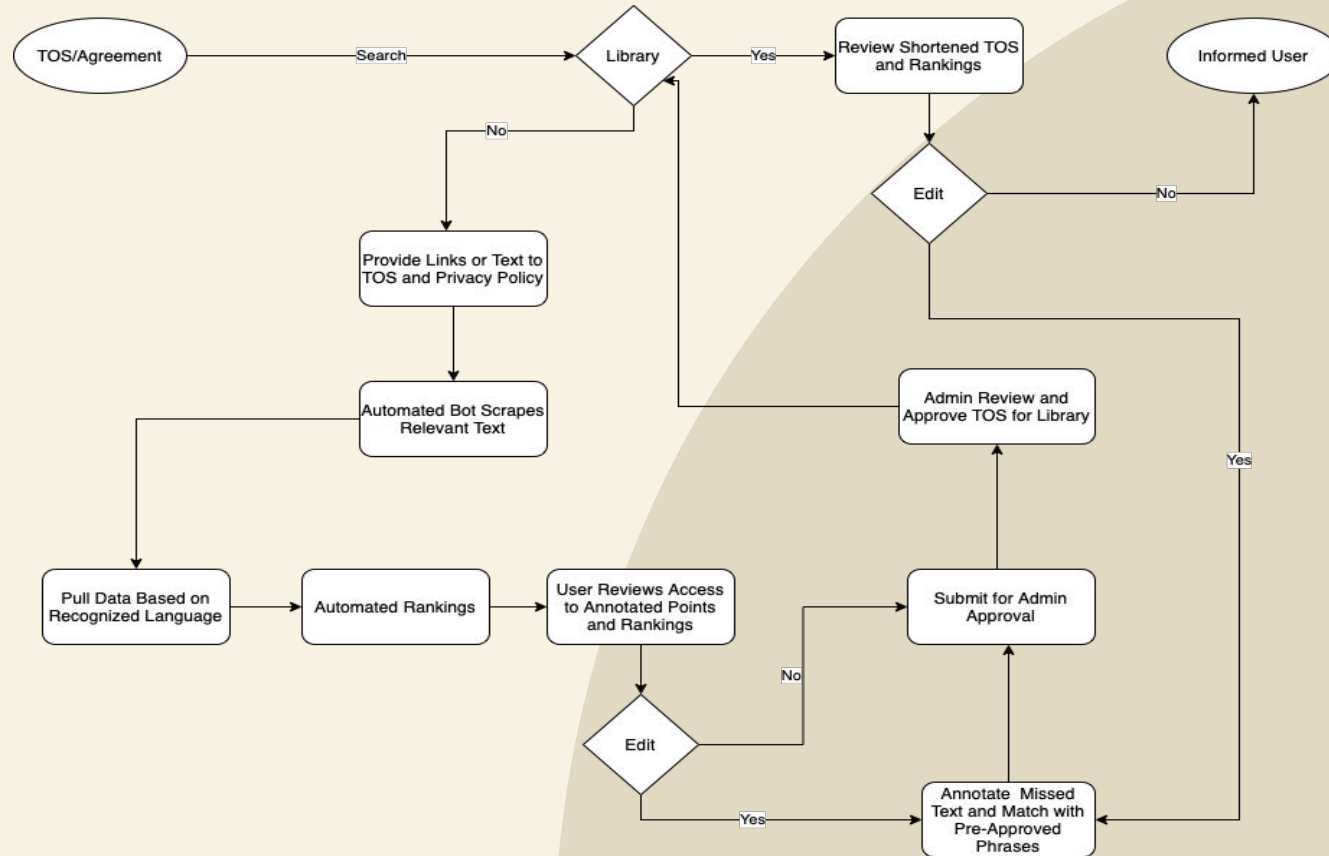 TOS/Agreement
Search
Library
Yes
Review Shortened TOS
and Rankings
Informed User
No
Edit
No
Provide Links or Text to
TOS and Privacy Policy
Automated Bot Scrapes
Relevant Text
Admin Review and
Approve TOS for Library
Yes
Pull Data Based on
Recognized Language
Automated Rankings
User Reviews Access
to Annotated Points
and Rankings
Submit for Admin
Approval
No
Edit
Yes
Annotate Missed
Text and Match with
Pre-Approved
Phrases